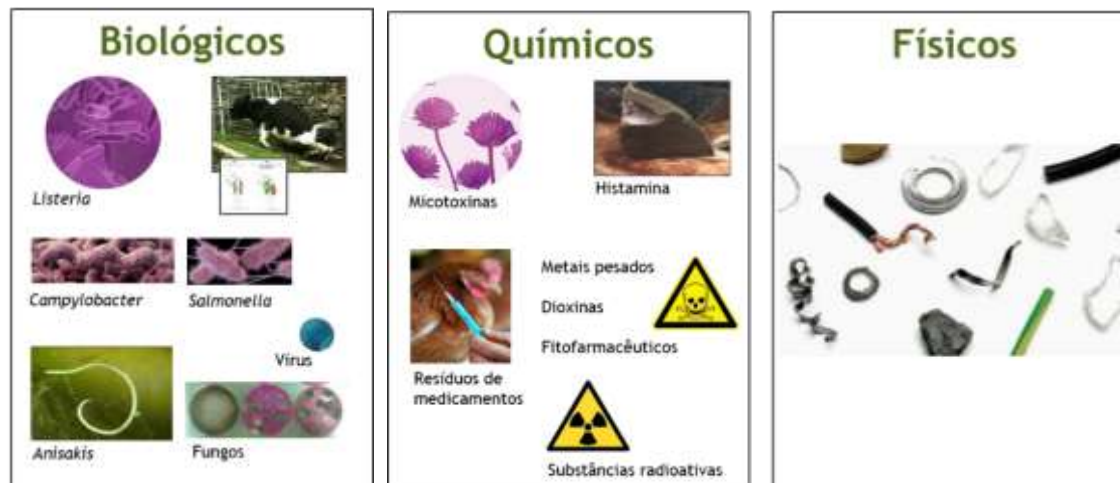 Biológicos
Listeria
Campylobacter
Salmonella
Vírus
Anisakis
Fungos
Químicos
Micotoxinas
Histamina
Metais pesados
Dioxinas
Fitofarmacêuticos
Resíduos de
medicamentos
Substâncias radioativas
Físicos